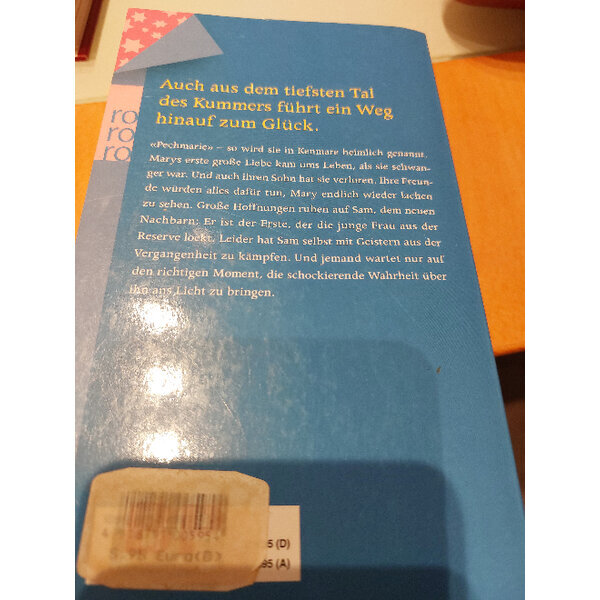 ro
ro
ro
Auch aus dem tiefsten Tal
des Kummers führt ein Weg
hinauf zum Glück.
«Pechmarie» – so wird sie in Kenmare heimlich genannt.
Marys erste große Liebe kam ums Leben, als sie schwan-
ger war. Und auch ihren Sohn hat sie verloren. Ihre Freun-
de würden alles dafür tun, Mary endlich wieder lachen
zu sehen. Große Hoffnungen ruhen auf Sam, dem neuen
Nachbarn: Er ist der Erste, der die junge Frau aus der
Reserve lockt. Leider hat Sam selbst mit Geistern aus der
Vergangenheit zu kämpfen. Und jemand wartet nur auf
den richtigen Moment, die schockierende Wahrheit über
ihn ans Licht zu bringen.
5 (D)
95 (A)
Euro(B)